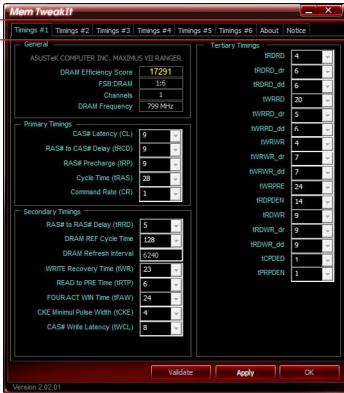 Mem TweakIt
Timings #1 Timings #2 Timings #3 Timings #4 Timings #5 Timings #6 About Notice
General
ASUSTeK COMPUTER INC. MAXIMUS VII RANGER
DRAM Efficiency Score 17291
FSB:DRAM 1:6
Channels 1
DRAM Frequency 799 MHz
Primary Timings
CAS# Latency (CL) 9
RAS# to CAS# Delay (tRCD) 9
RAS# Precharge (tRP) 9
Cycle Time (tRAS) 28
Command Rate (CR) 1
Secondary Timings
RAS# to RAS# Delay (tRRD) 5
DRAM REF Cycle Time 128
DRAM Refresh Interval 6240
WRITE Recovery Time (tWR) 23
READ to PRE Time (tRTP) 6
FOUR ACT WIN Time (tFAW) 24
CKE Minimul Pulse Width (tCKE) 4
CAS# Write Latency (tWCL) 8
Tertiary Timings
tRDRD 4
tRDRD_dr 6
tRDRD_dd 6
tWRRD 20
tWRRD_dr 5
tWRRD_dd 6
tWRWR 4
tWRWR_dr 7
tWRWR_dd 7
tWRPRE 24
tRDPDEN 14
tRDWR 9
tRDWR_dr 9
tRDWR_dd 9
tCPDED 1
tPRPDEN 1
Validate Apply OK
Version 2.02.01